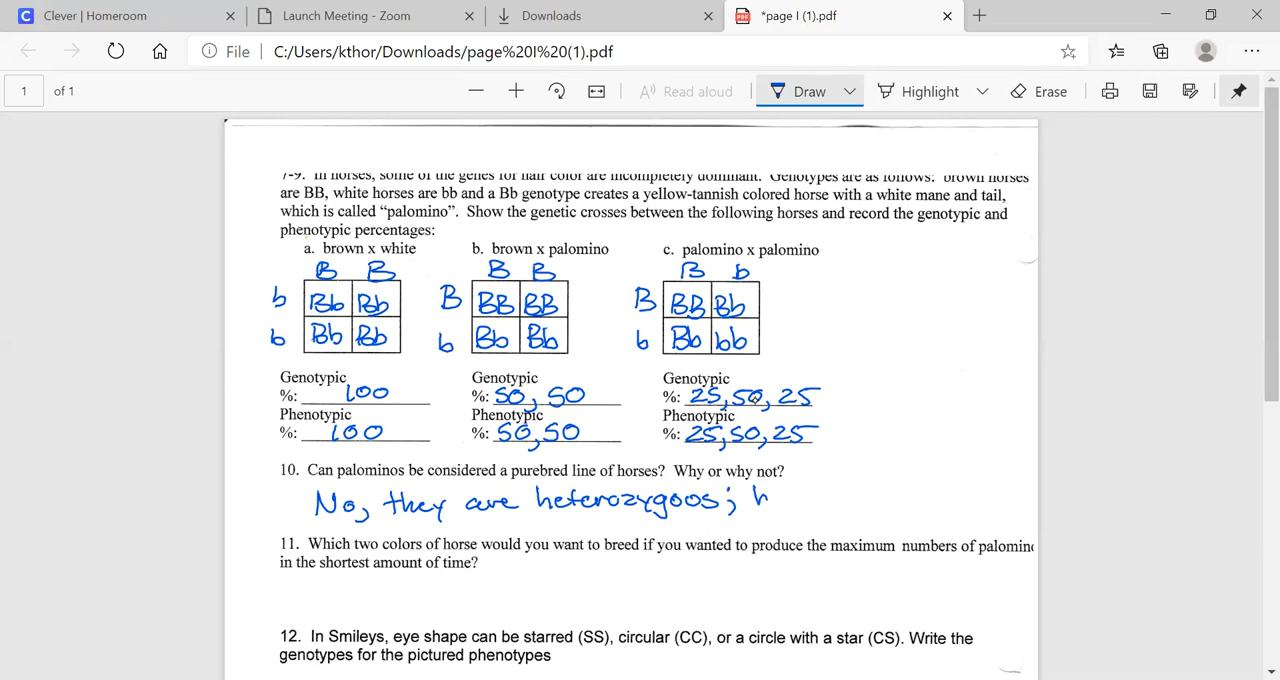 Clever | Homeroom
Launch Meeting - Zoom
Downloads
*page I (1).pdf
File C:/Users/kthor/Downloads/page%20I%20(1).pdf
1 of 1
Read aloud
Draw
Highlight
Erase
7-9. In horses, some of the genes for hair color are incompletely dominant. Genotypes are as follows: brown horses
are BB, white horses are bb and a Bb genotype creates a yellow-tannish colored horse with a white mane and tail,
which is called “palomino”. Show the genetic crosses between the following horses and record the genotypic and
phenotypic percentages:
a. brown x white b. brown x palomino c. palomino x palomino
B B B B B b
b Bb Bb B BB BB B BB Bb
b Bb Bb b Bb Bb b Bb bb
Genotypic Genotypic Genotypic
%: 100 %: 50, 50 %: 25, 50, 25
Phenotypic Phenotypic Phenotypic
%: 100 %: 50, 50 %: 25, 50, 25
10. Can palominos be considered a purebred line of horses? Why or why not?
No, they are heterozygoos; h
11. Which two colors of horse would you want to breed if you wanted to produce the maximum numbers of palomino
in the shortest amount of time?
12. In Smileys, eye shape can be starred (SS), circular (CC), or a circle with a star (CS). Write the
genotypes for the pictured phenotypes